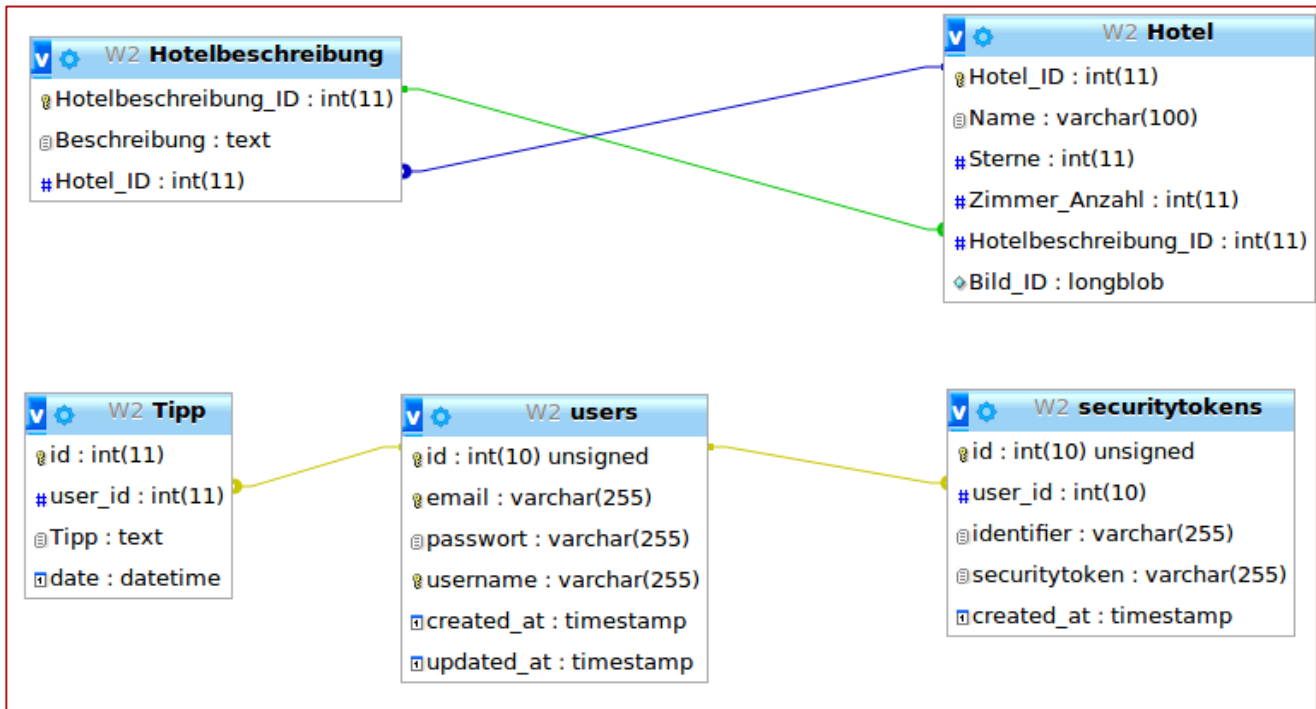 W2 Hotelbeschreibung
Hotelbeschreibung_ID : int(11)
Beschreibung : text
#Hotel_ID : int(11)
W2 Hotel
Hotel_ID : int(11)
Name : varchar(100)
#Sterne : int(11)
#Zimmer_Anzahl : int(11)
#Hotelbeschreibung_ID : int(11)
Bild_ID : longblob
W2 Tipp
id : int(11)
#user_id : int(11)
Tipp : text
date : datetime
W2 users
id : int(10) unsigned
email : varchar(255)
passwort : varchar(255)
username : varchar(255)
created_at : timestamp
updated_at : timestamp
W2 securitytokens
id : int(10) unsigned
#user_id : int(10)
identifier : varchar(255)
securitytoken : varchar(255)
created_at : timestamp